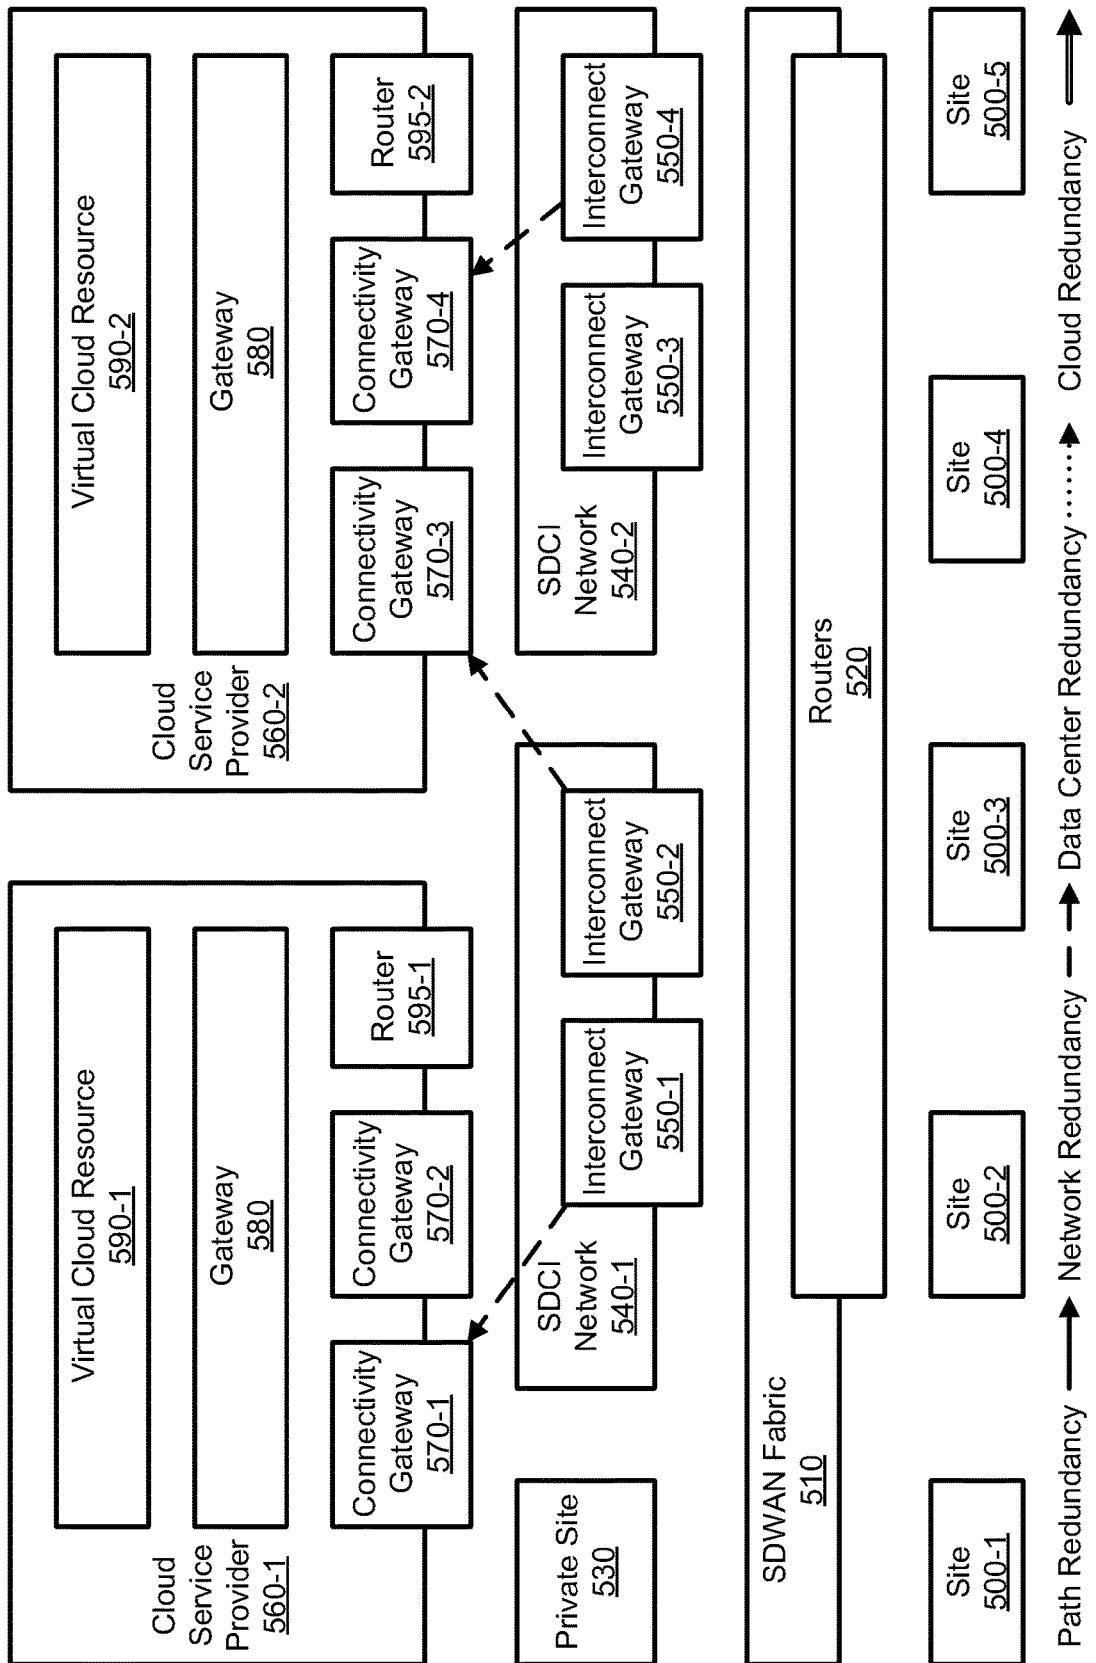 Virtual Cloud Resource
590-1
Gateway
580
Cloud
Service
Provider
560-1
Connectivity
Gateway
570-1
Connectivity
Gateway
570-2
Router
595-1
Virtual Cloud Resource
590-2
Gateway
580
Cloud
Service
Provider
560-2
Connectivity
Gateway
570-3
Connectivity
Gateway
570-4
Router
595-2
Private Site
530
SDCI
Network
540-1
Interconnect
Gateway
550-1
Interconnect
Gateway
550-2
SDCI
Network
540-2
Interconnect
Gateway
550-3
Interconnect
Gateway
550-4
SDWAN Fabric
510
Routers
520
Site
500-1
Site
500-2
Site
500-3
Site
500-4
Site
500-5
Path Redundancy
Network Redundancy
Data Center Redundancy
Cloud Redundancy